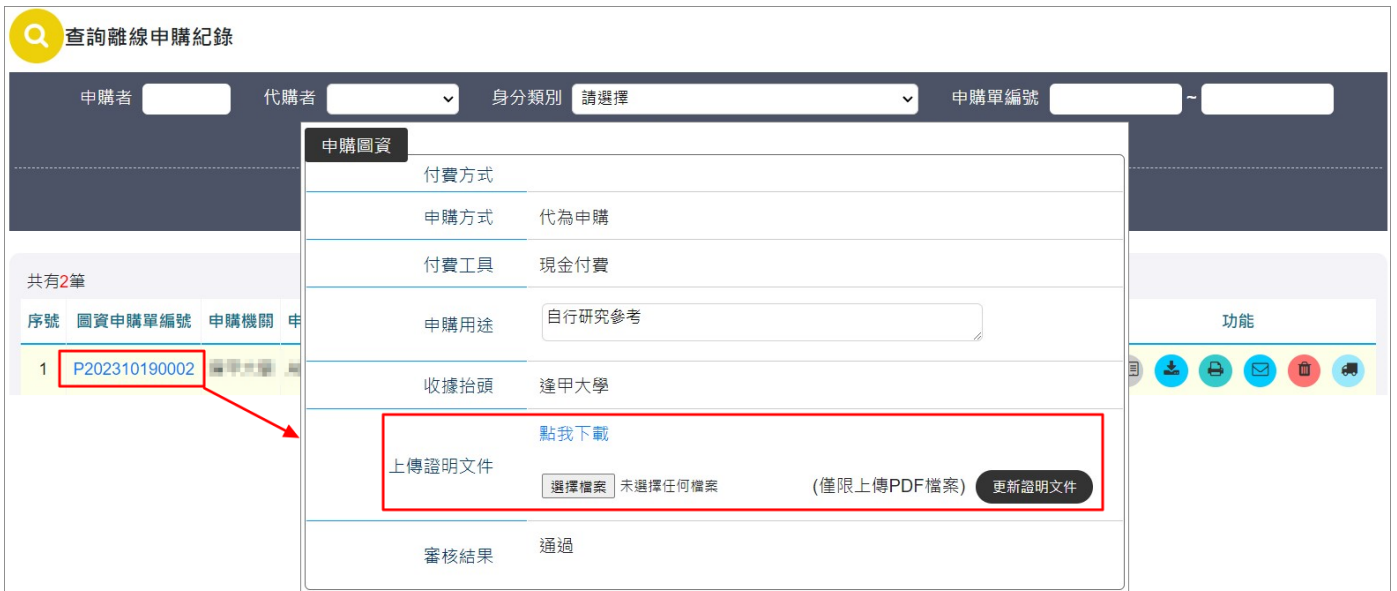 查詢離線申購紀錄
申購者 代購者 身分類別 請選擇 申購單編號 ~
申購圖資
付費方式
申購方式 代為申購
付費工具 現金付費
申購用途 自行研究參考
收據抬頭 逢甲大學
點我下載
上傳證明文件
選擇檔案 未選擇任何檔案 (僅限上傳PDF檔案) 更新證明文件
審核結果 通過
共有2筆
序號 圖資申購單編號 申購機關 申 功能
1 P202310190002